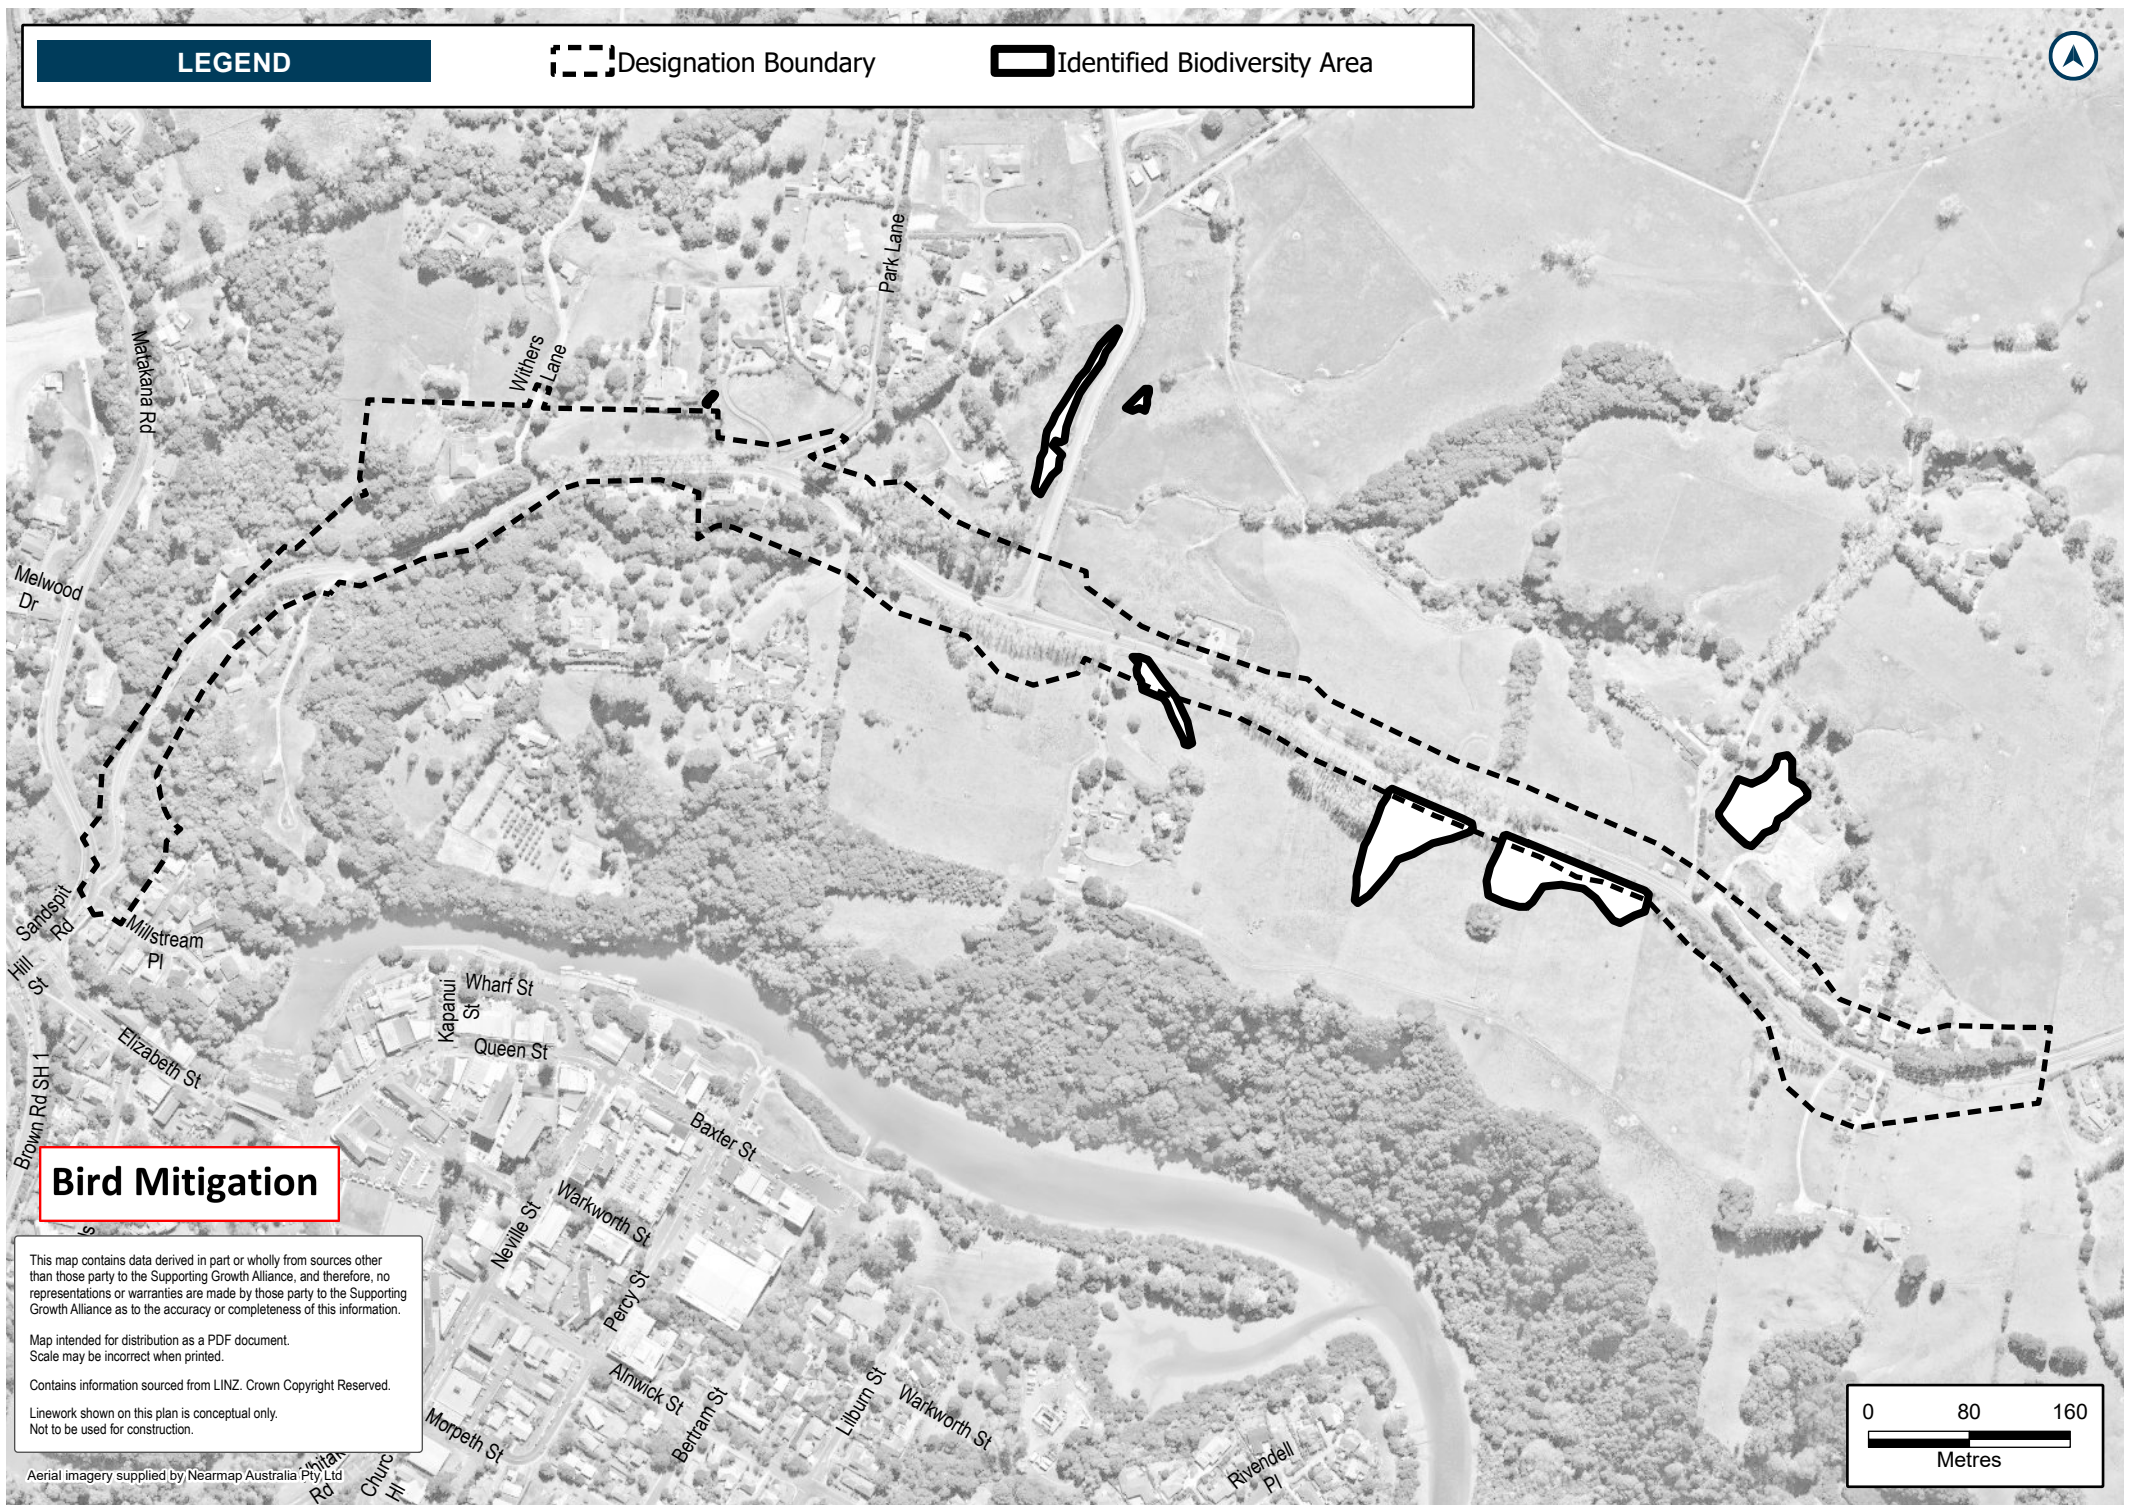 LEGEND
Designation Boundary
Identified Biodiversity Area
Park Lane
Matakana Rd
Withers
Lane
Melwood
Dr
Sandspit
Rd
Millstream
Pl
Hill
St
Wharf St
Kapanui
St
Queen St
Elizabeth St
Brown Rd SH 1
Baxter St
Bird Mitigation
Neville St
Warkworth St
Percy St
Alnwick St
Bertram St
Lilburn St
Warkworth St
Morpeth St
Rivendell
Pl
This map contains data derived in part or wholly from sources other
than those party to the Supporting Growth Alliance, and therefore, no
representations or warranties are made by those party to the Supporting
Growth Alliance as to the accuracy or completeness of this information.
Map intended for distribution as a PDF document.
Scale may be incorrect when printed.
Contains information sourced from LINZ. Crown Copyright Reserved.
Linework shown on this plan is conceptual only.
Not to be used for construction.
Aerial imagery supplied by Nearmap Australia Pty Ltd
Rd
Hl
0 80 160
Metres